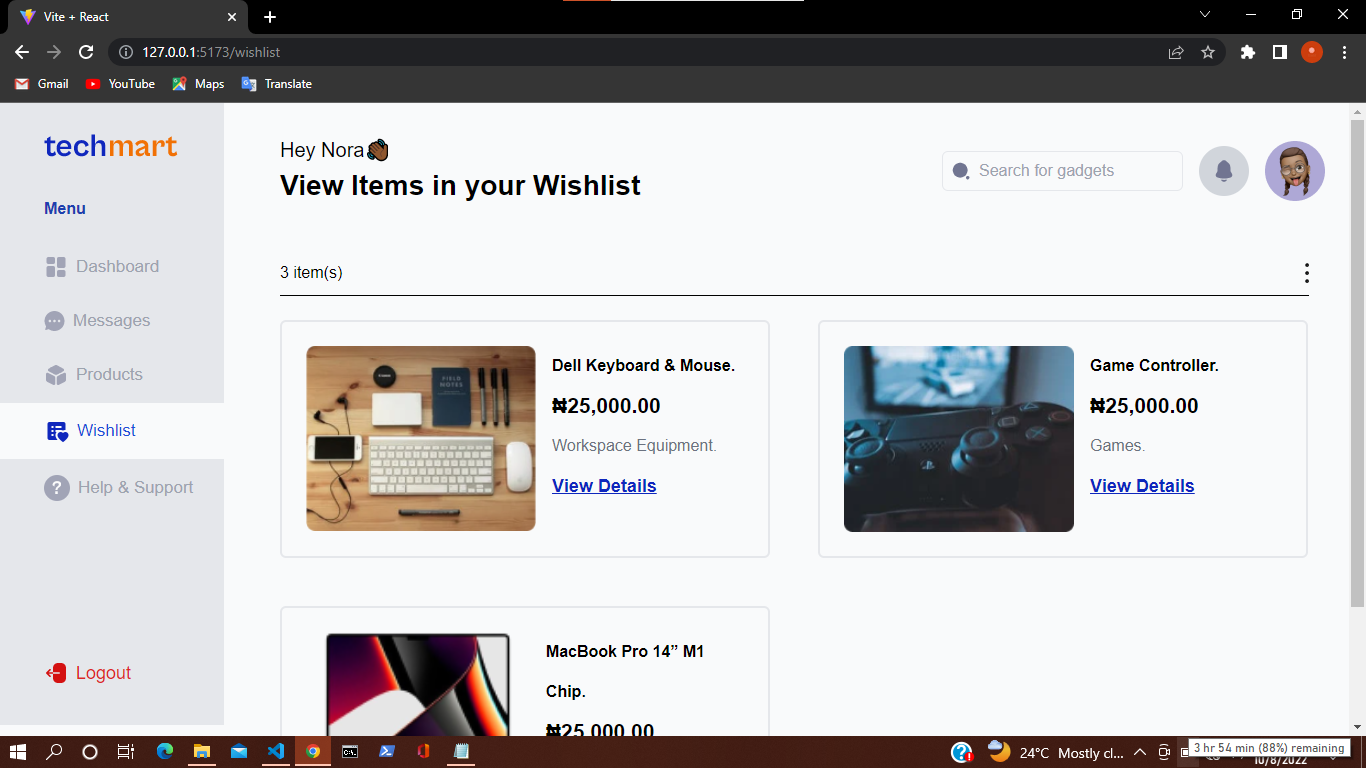 Vite + React
127.0.0.1:5173/wishlist
Gmail
YouTube
Maps
Translate
techmart
Menu
Dashboard
Messages
Products
Wishlist
Help & Support
Logout
Hey Nora
View Items in your Wishlist
Search for gadgets
3 item(s)
FIELD
NOTES
Dell Keyboard & Mouse.
₦25,000.00
Workspace Equipment.
View Details
Game Controller.
₦25,000.00
Games.
View Details
MacBook Pro 14” M1
Chip.
₦25,000.00
24°C Mostly cl...
3 hr 54 min (88%) remaining
10/8/2022